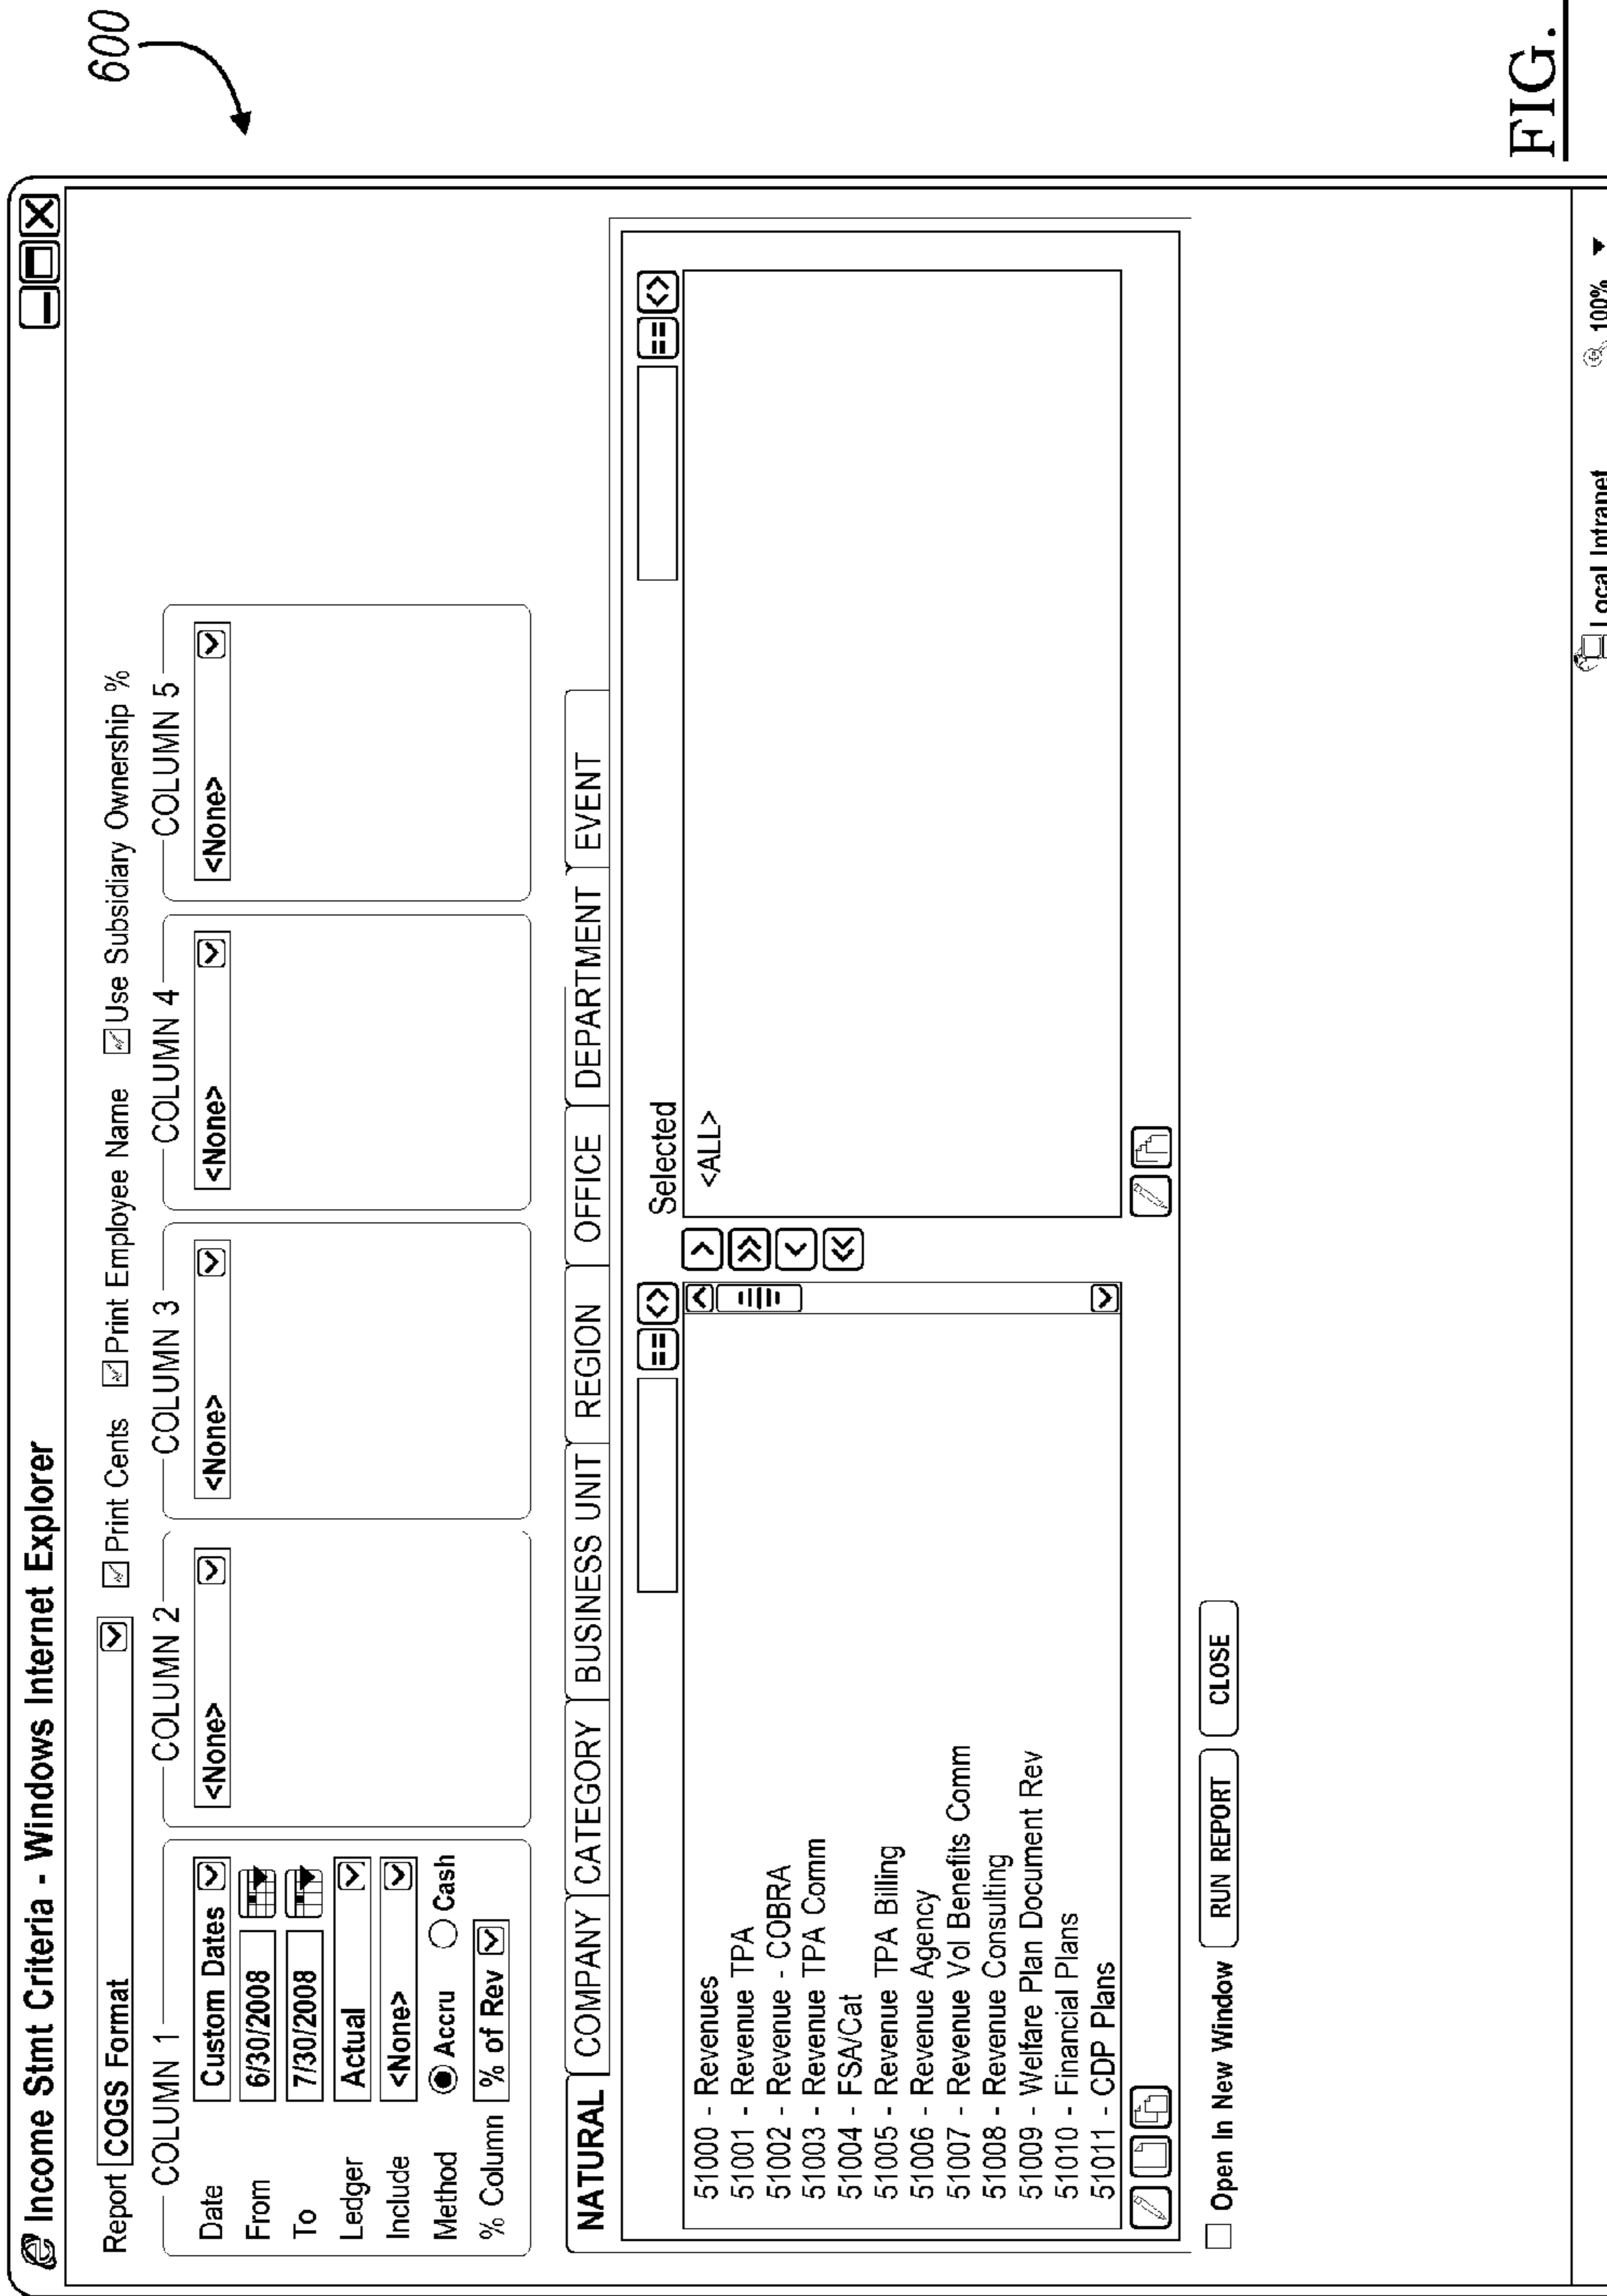 600
Income Stmt Criteria - Windows Internet Explorer
Report COGS Format Print Cents Print Employee Name Use Subsidiary Ownership %
COLUMN 1 COLUMN 2 COLUMN 3 COLUMN 4 COLUMN 5
Date Custom Dates <None> <None> <None> <None>
From 6/30/2008
To 7/30/2008
Ledger Actual
Include <None>
Method Accru Cash
% Column % of Rev
NATURAL COMPANY CATEGORY BUSINESS UNIT REGION OFFICE DEPARTMENT EVENT
== <> Selected == <>
51000 - Revenues <ALL>
51001 - Revenue TPA
51002 - Revenue - COBRA
51003 - Revenue TPA Comm
51004 - FSA/Cat
51005 - Revenue TPA Billing
51006 - Revenue Agency
51007 - Revenue Vol Benefits Comm
51008 - Revenue Consulting
51009 - Welfare Plan Document Rev
51010 - Financial Plans
51011 - CDP Plans
Open In New Window RUN REPORT CLOSE
FIG.
Local Intranet 100%